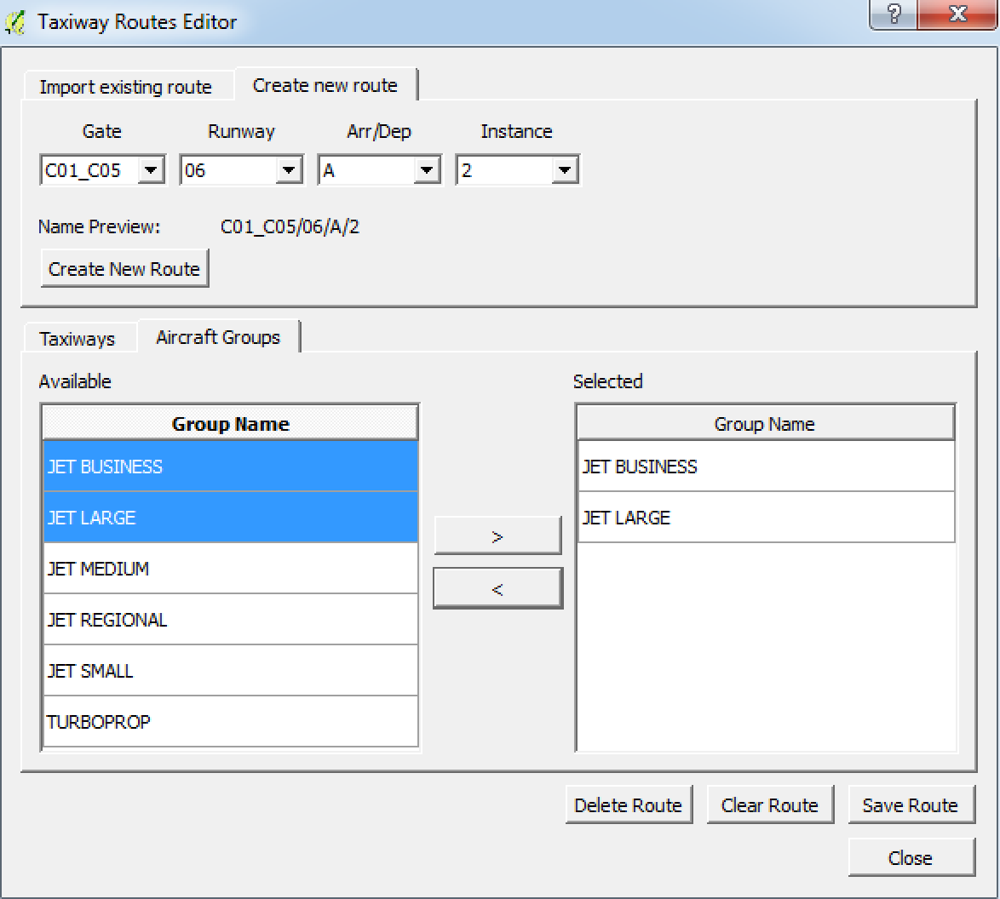 Taxiway Routes Editor
? X
Import existing route
Create new route
Gate
Runway
Arr/Dep
Instance
C01_C05
06
A
2
Name Preview:
C01_C05/06/A/2
Create New Route
Taxiways
Aircraft Groups
Available
Group Name
JET BUSINESS
JET LARGE
JET MEDIUM
JET REGIONAL
JET SMALL
TURBOPROP
>
<
Selected
Group Name
JET BUSINESS
JET LARGE
Delete Route
Clear Route
Save Route
Close